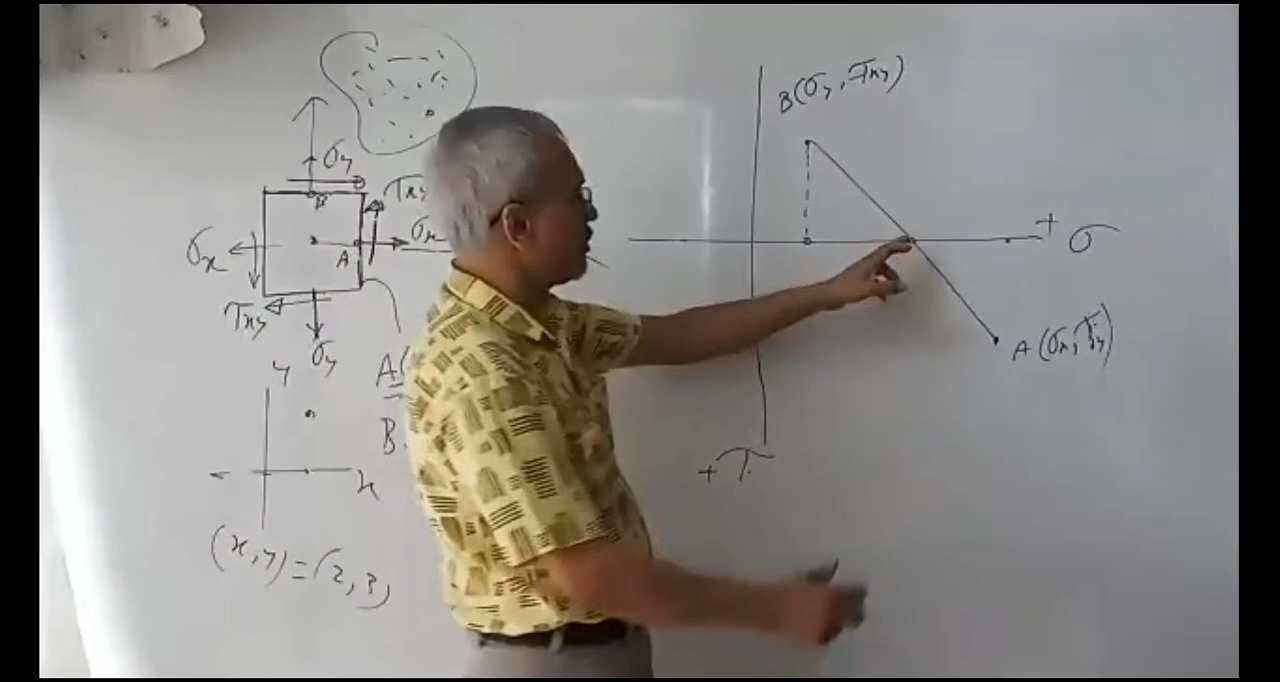 σy
τxy
σx
σx
A
τxy
σy
y
A(
B
x
(x,y)=(2,3)
B(σy,-τxy)
+
σ
A(σx,τxy)
+τ